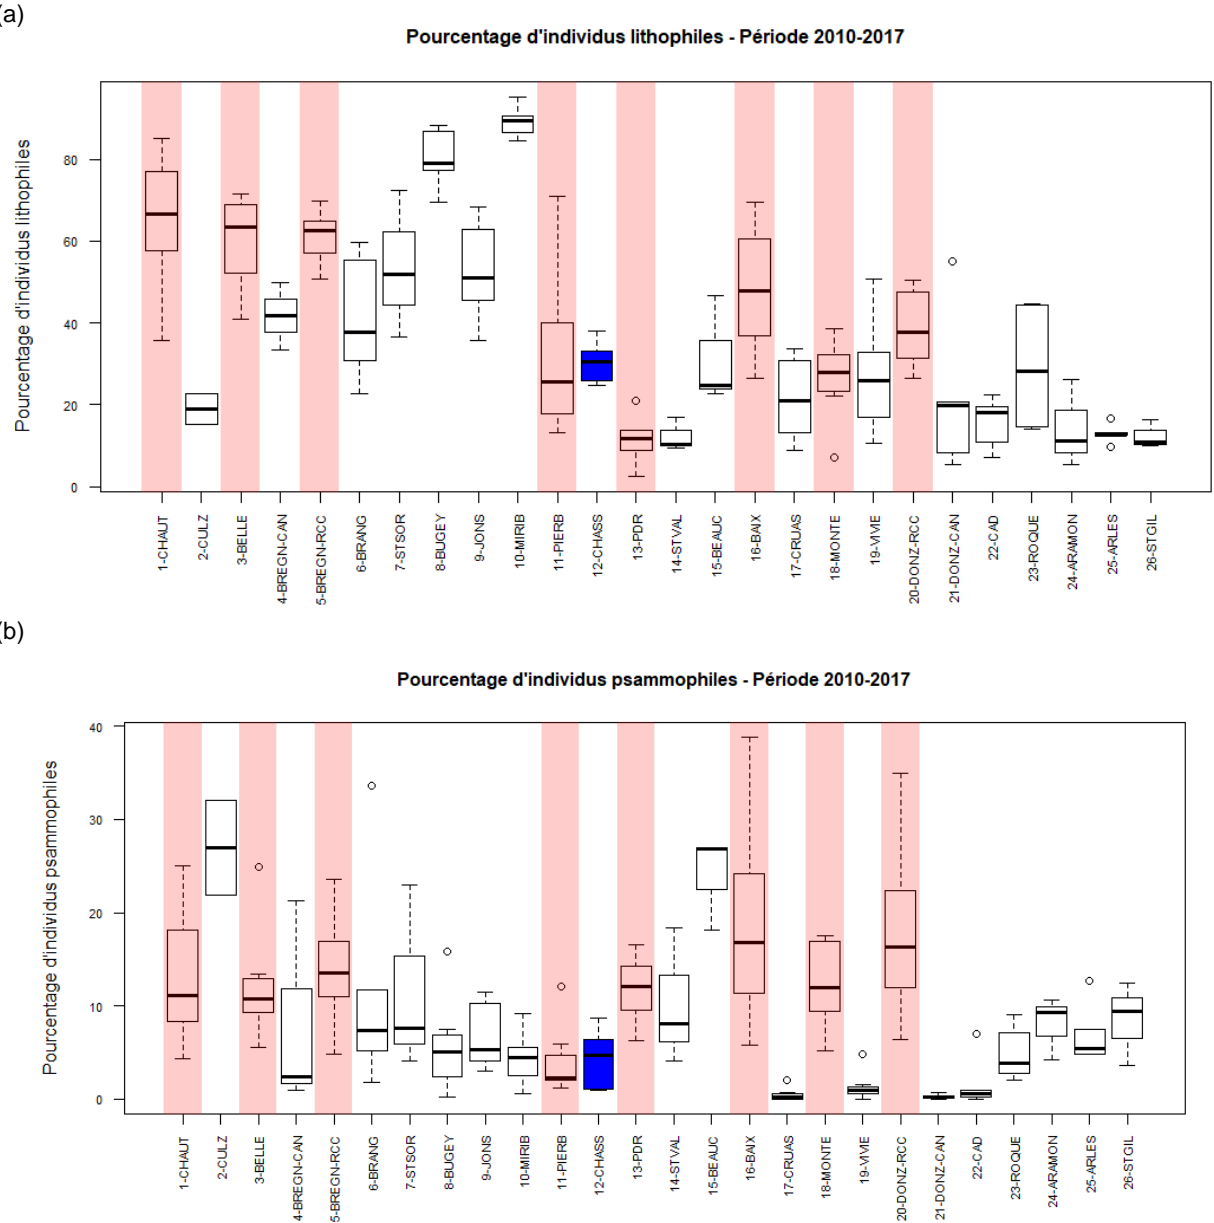 (a)
Pourcentage d'individus lithophiles - Période 2010-2017
Pourcentage d'individus lithophiles
80
60
40
20
0
1-CHAUT
2-CULZ
3-BELLE
4-BREGN-CAN
5-BREGN-RCC
6-BRANG
7-STSOR
8-BUGEY
9-JONS
10-MIRIB
11-PIERB
12-CHASS
13-PDR
14-STVAL
15-BEAUC
16-BAIX
17-CRUAS
18-MONTE
19-VIVIE
20-DONZ-RCC
21-DONZ-CAN
22-CAD
23-ROQUE
24-ARAMON
25-ARLES
26-STGIL
(b)
Pourcentage d'individus psammophiles - Période 2010-2017
Pourcentage d'individus psammophiles
40
30
20
10
0
1-CHAUT
2-CULZ
3-BELLE
4-BREGN-CAN
5-BREGN-RCC
6-BRANG
7-STSOR
8-BUGEY
9-JONS
10-MIRIB
11-PIERB
12-CHASS
13-PDR
14-STVAL
15-BEAUC
16-BAIX
17-CRUAS
18-MONTE
19-VIVIE
20-DONZ-RCC
21-DONZ-CAN
22-CAD
23-ROQUE
24-ARAMON
25-ARLES
26-STGIL